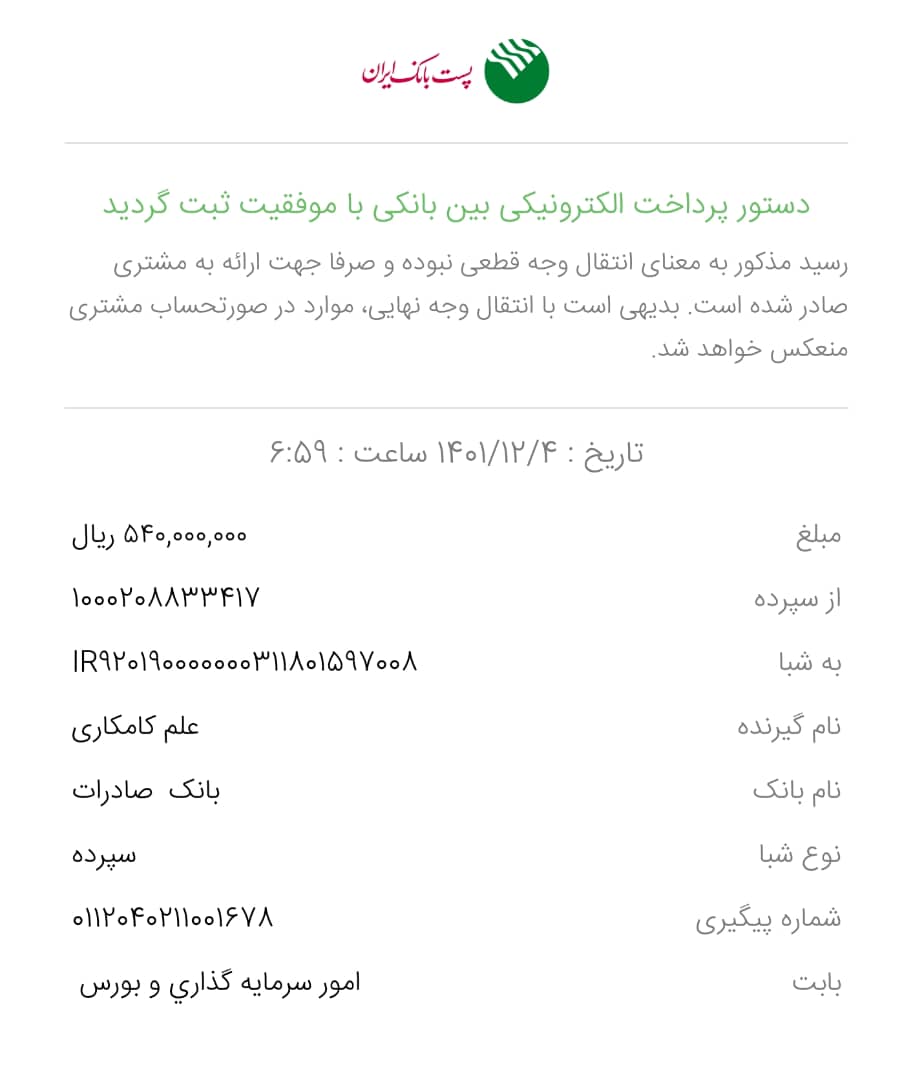 پست بانک ایران
دستور پرداخت الکترونیکی بین بانکی با موفقیت ثبت گردید
رسید مذکور به معنای انتقال وجه قطعی نبوده و صرفا جهت ارائه به مشتری
صادر شده است. بدیهی است با انتقال وجه نهایی، موارد در صورتحساب مشتری
منعکس خواهد شد.
تاریخ : ۱۴۰۱/۱۲/۴ ساعت : ۶:۵۹
مبلغ ۵۴۰,۰۰۰,۰۰۰ ریال
از سپرده ۱۰۰۰۲۰۸۸۳۳۴۱۷
به شبا IR۹۲۰۱۹۰۰۰۰۰۰۰۳۱۱۸۰۱۵۹۷۰۰۸
نام گیرنده علم کامکاری
نام بانک بانک صادرات
نوع شبا سپرده
شماره پیگیری ۰۱۱۲۰۴۰۲۱۱۰۰۱۶۷۸
بابت امور سرمایه گذاري و بورس